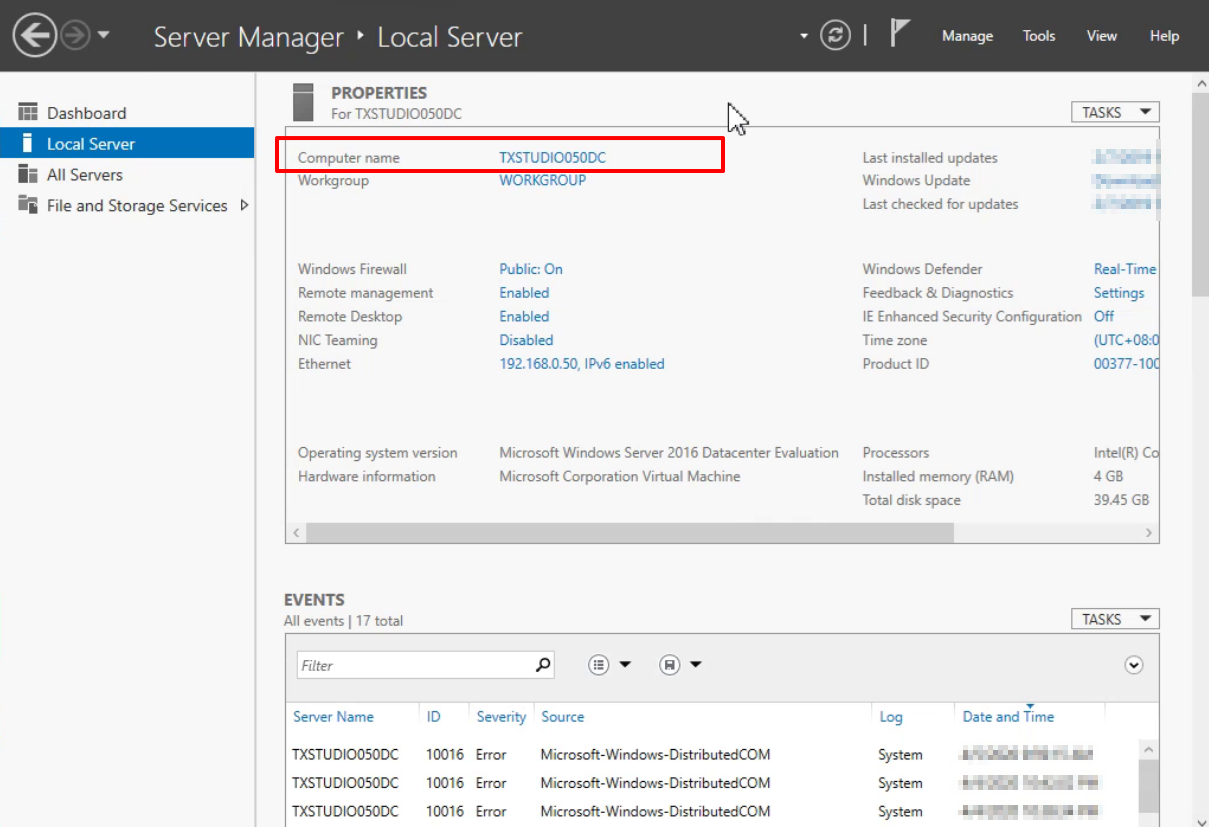 Server Manager ‣ Local Server
Manage Tools View Help
Dashboard
Local Server
All Servers
File and Storage Services
PROPERTIES
For TXSTUDIO050DC
TASKS
Computer name TXSTUDIO050DC Last installed updates
Workgroup WORKGROUP Windows Update
Last checked for updates
Windows Firewall Public: On Windows Defender Real-Time
Remote management Enabled Feedback & Diagnostics Settings
Remote Desktop Enabled IE Enhanced Security Configuration Off
NIC Teaming Disabled Time zone (UTC+08:0
Ethernet 192.168.0.50, IPv6 enabled Product ID 00377-100
Operating system version Microsoft Windows Server 2016 Datacenter Evaluation Processors Intel(R) Co
Hardware information Microsoft Corporation Virtual Machine Installed memory (RAM) 4 GB
Total disk space 39.45 GB
EVENTS
All events | 17 total
TASKS
Filter
Server Name ID Severity Source Log Date and Time
TXSTUDIO050DC 10016 Error Microsoft-Windows-DistributedCOM System
TXSTUDIO050DC 10016 Error Microsoft-Windows-DistributedCOM System
TXSTUDIO050DC 10016 Error Microsoft-Windows-DistributedCOM System